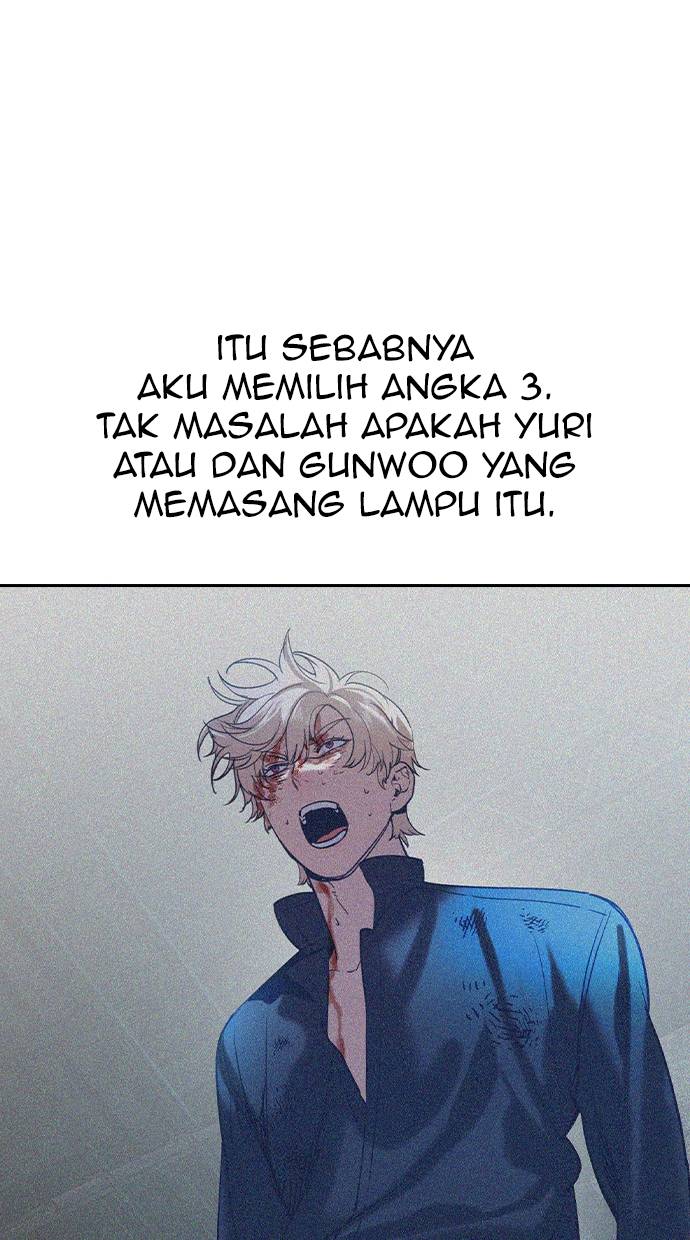 ITU SEBABNYA
AKU MEMILIH ANGKA 3.
TAK MASALAH APAKAH YURI
ATAU DAN GUNWOO YANG
MEMASANG LAMPU ITU.